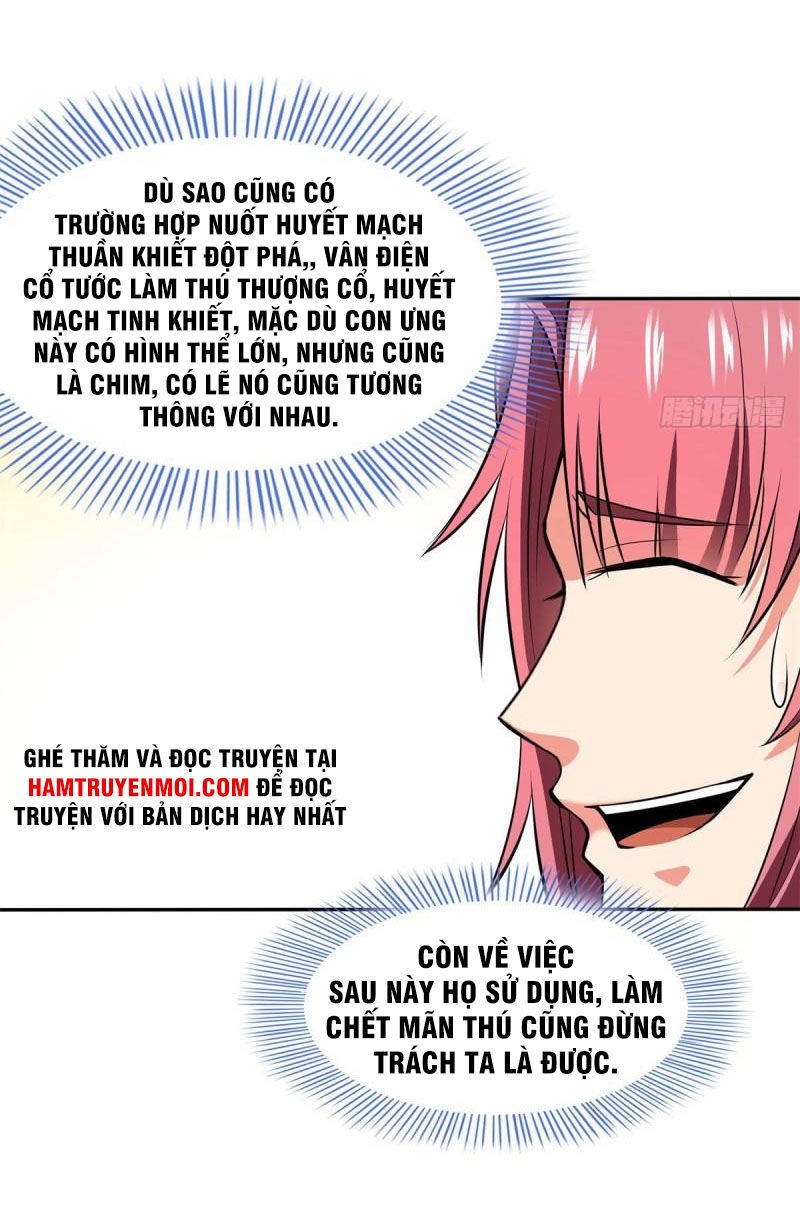 DÙ SAO CŨNG CÓ
TRƯỜNG HỢP NUỐT HUYẾT MẠCH
THUẦN KHIẾT ĐỘT PHÁ,, VÂN ĐIỆN
CỔ TƯỚC LÀM THÚ THƯỢNG CỔ, HUYẾT
MẠCH TINH KHIẾT, MẶC DÙ CON ƯNG
NÀY CÓ HÌNH THỂ LỚN, NHƯNG CŨNG
LÀ CHIM, CÓ LẼ NÓ CŨNG TƯƠNG
THÔNG VỚI NHAU.
腾讯动漫
GHÉ THĂM VÀ ĐỌC TRUYỆN TẠI
HAMTRUYENMOI.COM ĐỂ ĐỌC
TRUYỆN VỚI BẢN DỊCH HAY NHẤT
CÒN VỀ VIỆC
SAU NÀY HỌ SỬ DỤNG, LÀM
CHẾT MÃN THÚ CŨNG ĐỪNG
TRÁCH TA LÀ ĐƯỢC.